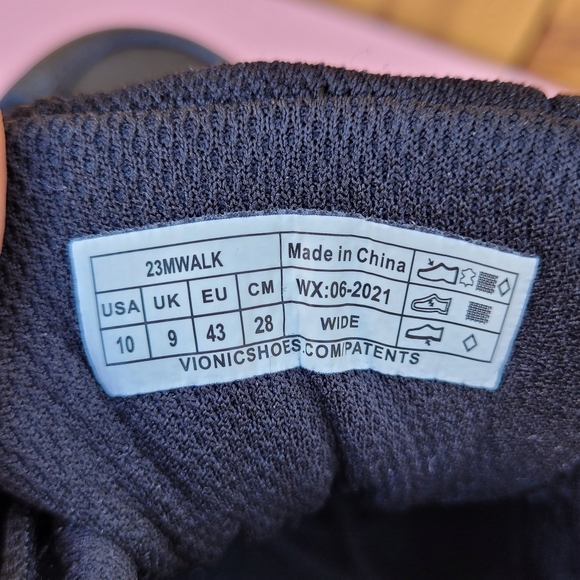 23MWALK
Made in China
USA UK EU CM
WX:06-2021
10 9 43 28
WIDE
VIONICSHOES.COM/PATENTS